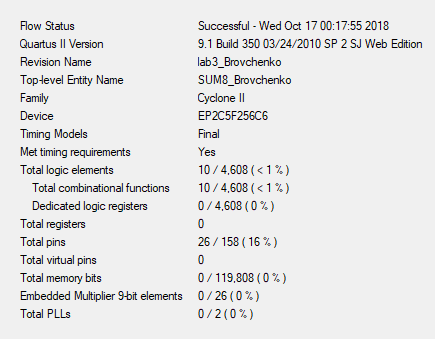 Flow Status Successful - Wed Oct 17 00:17:55 2018
Quartus II Version 9.1 Build 350 03/24/2010 SP 2 SJ Web Edition
Revision Name lab3_Brovchenko
Top-level Entity Name SUM8_Brovchenko
Family Cyclone II
Device EP2C5F256C6
Timing Models Final
Met timing requirements Yes
Total logic elements 10 / 4,608 ( < 1 % )
Total combinational functions 10 / 4,608 ( < 1 % )
Dedicated logic registers 0 / 4,608 ( 0 % )
Total registers 0
Total pins 26 / 158 ( 16 % )
Total virtual pins 0
Total memory bits 0 / 119,808 ( 0 % )
Embedded Multiplier 9-bit elements 0 / 26 ( 0 % )
Total PLLs 0 / 2 ( 0 % )